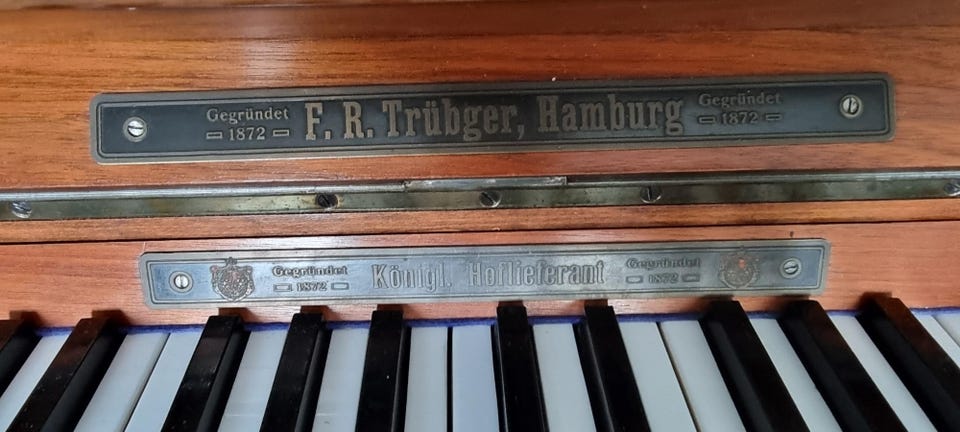 Gegründet F. R. Trübger, Hamburg Gegründet
1872 1872
Gegründet Königl. Hoflieferant Gegründet
1872 1872